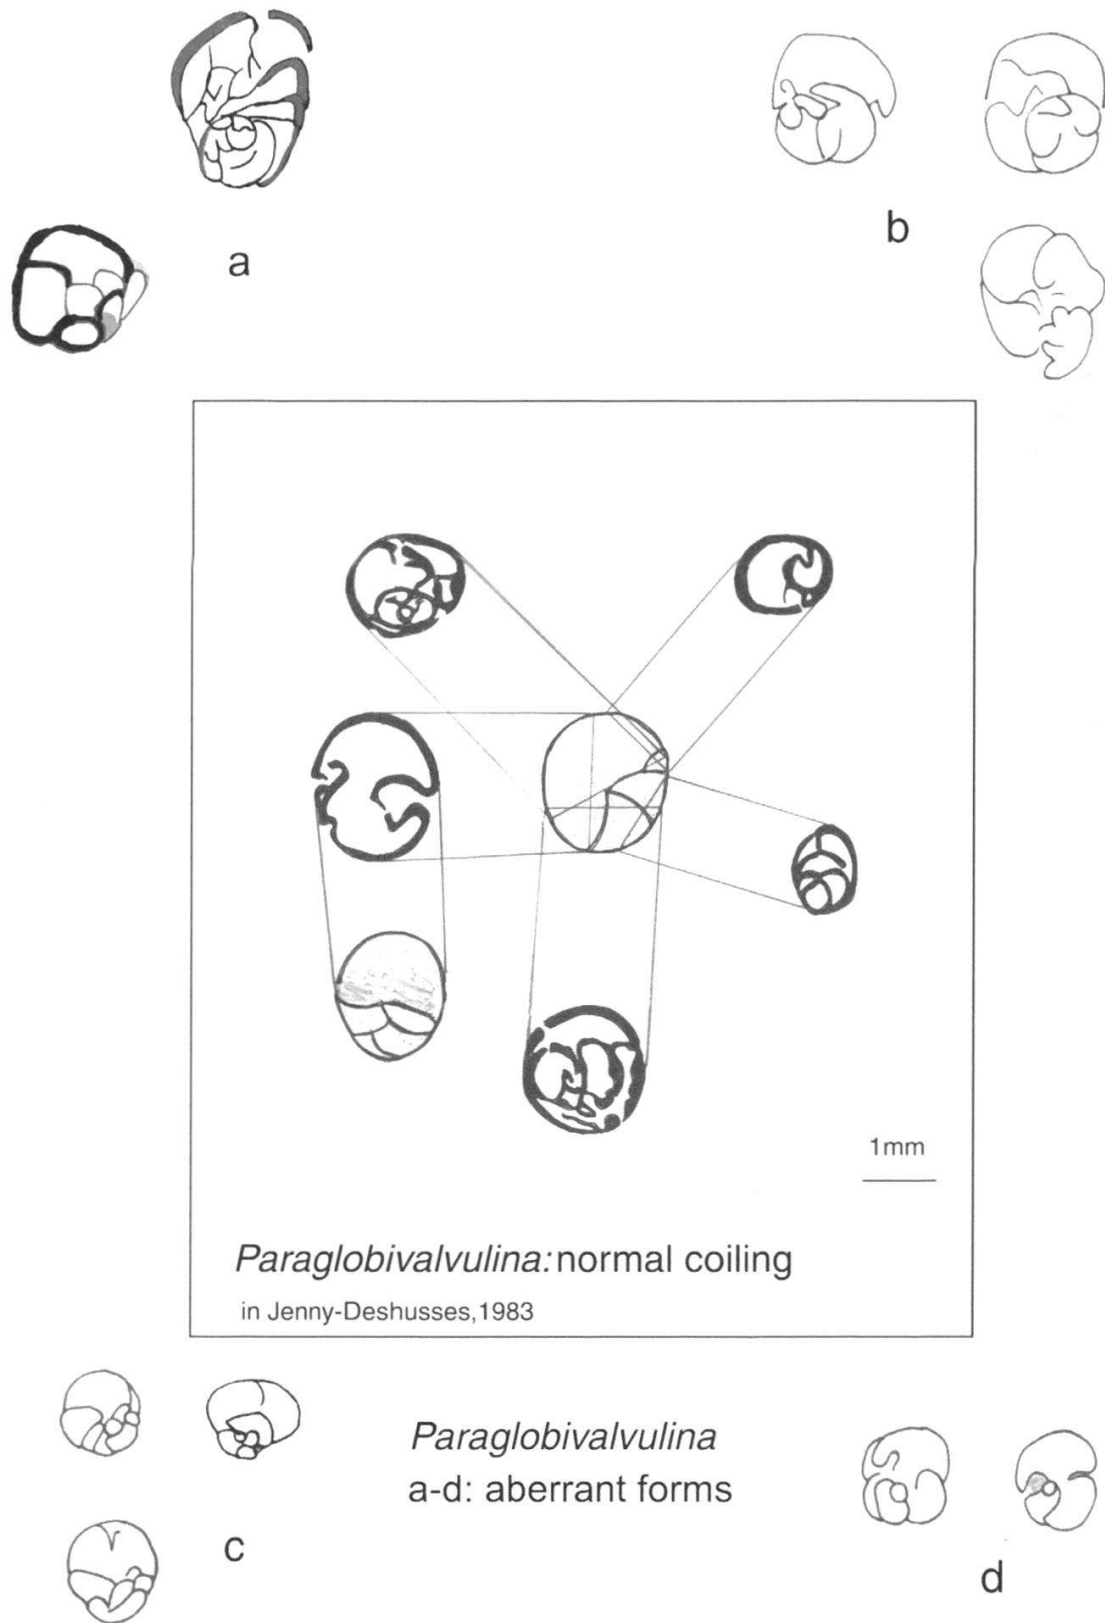 a
b
1mm
Paraglobivalvulina: normal coiling
in Jenny-Deshusses, 1983
Paraglobivalvulina
a-d: aberrant forms
c
d